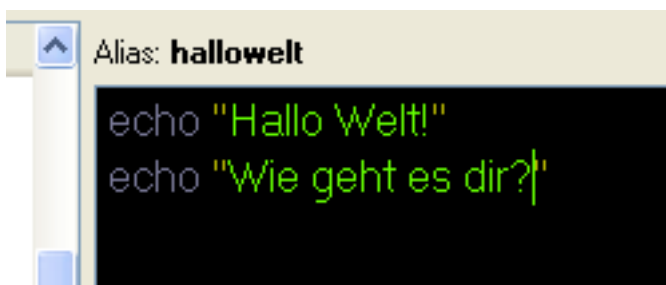 Alias: hallowelt
echo "Hallo Welt!"
echo "Wie geht es dir?"